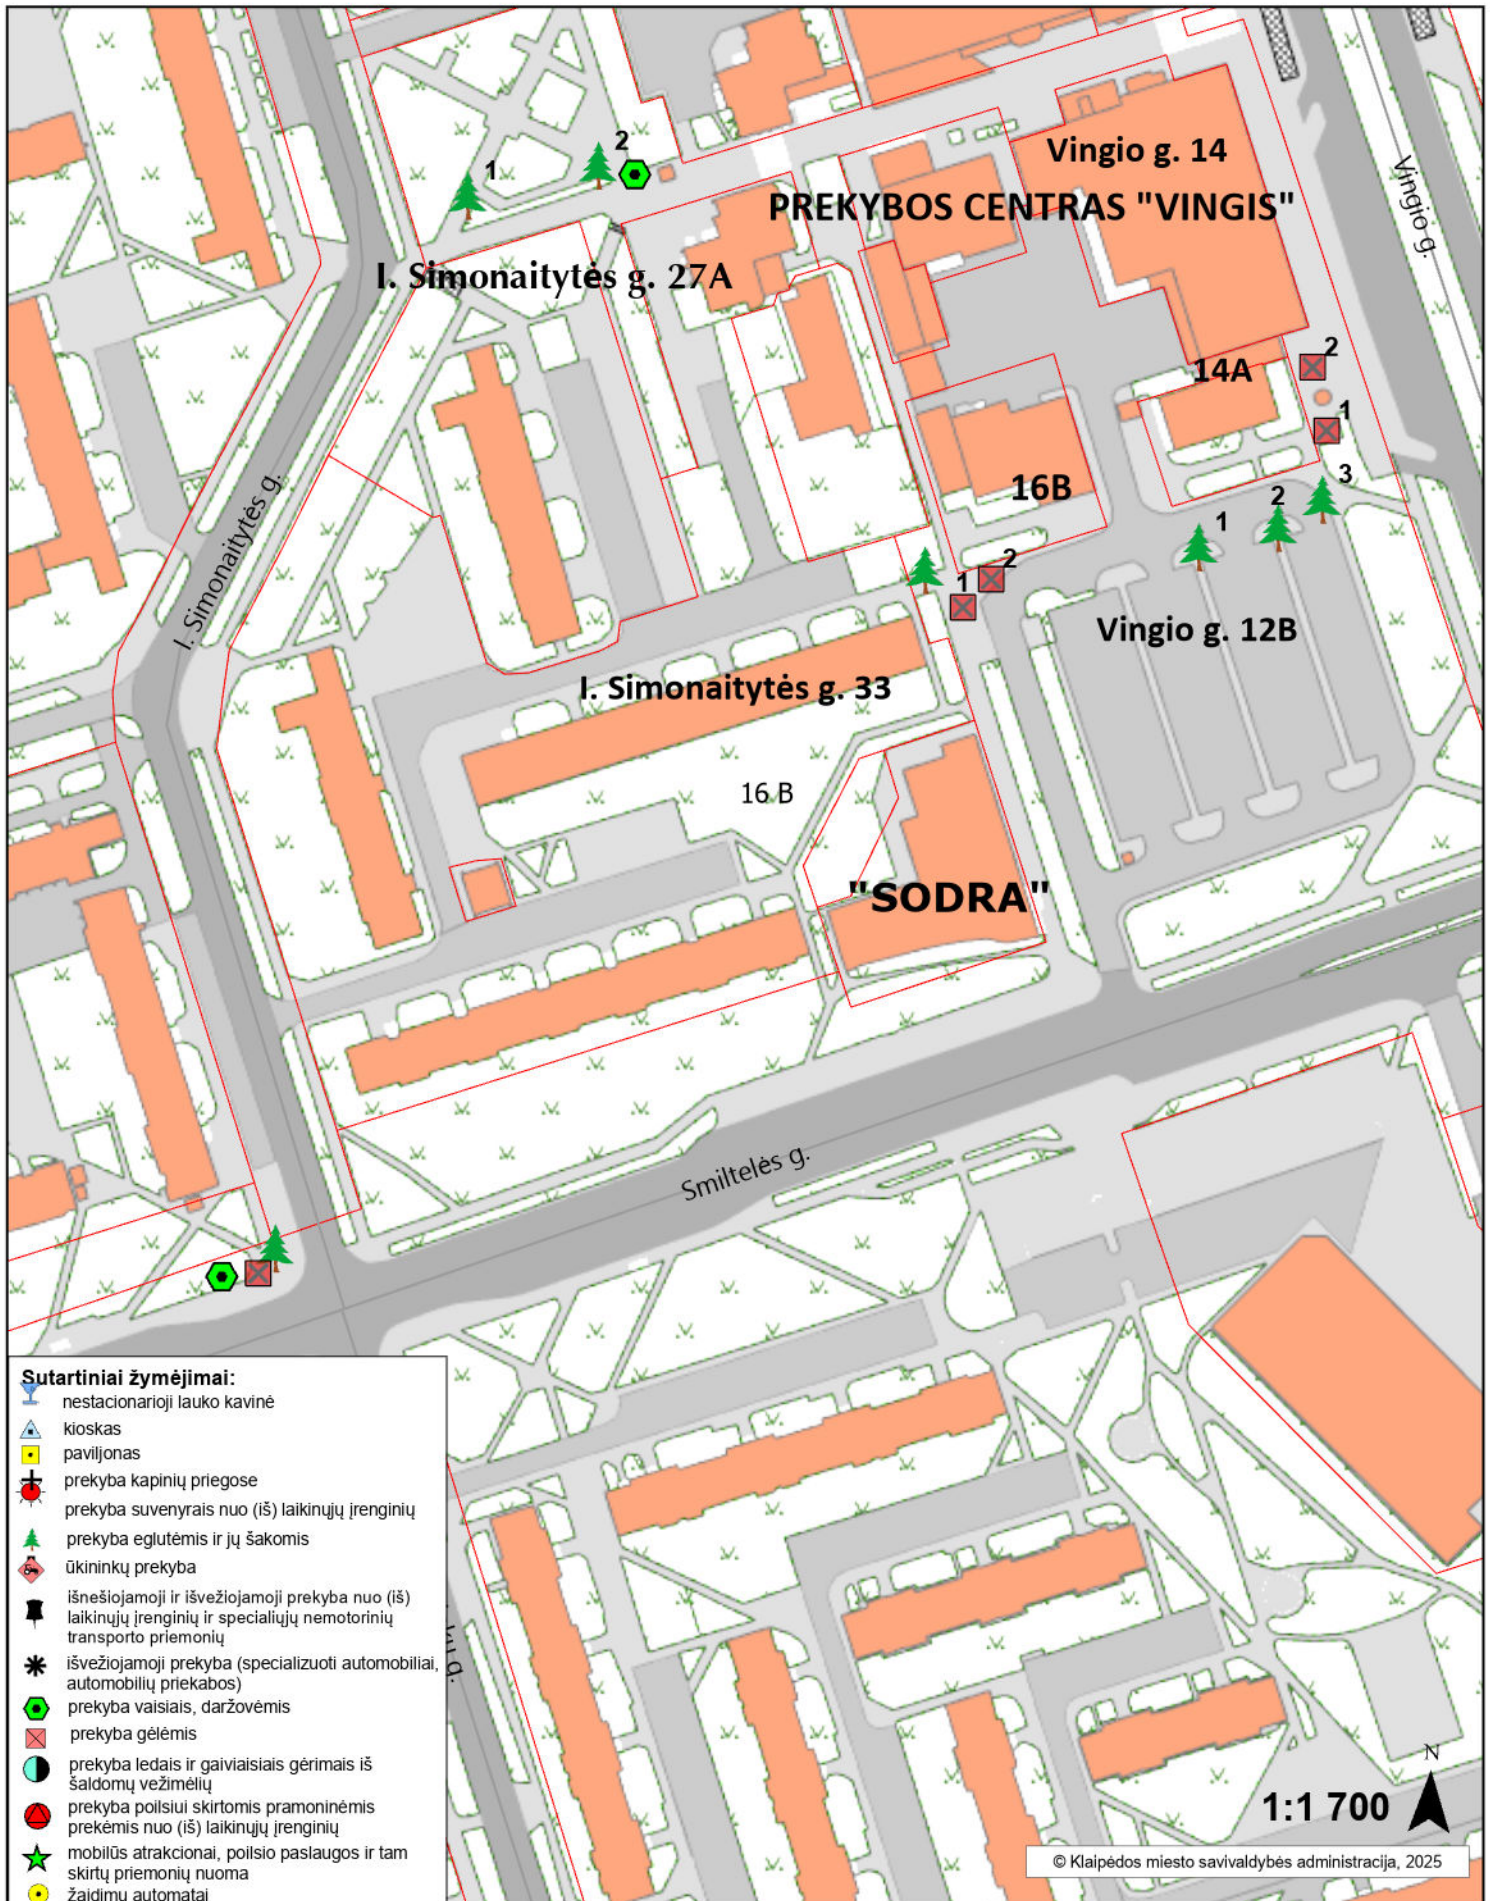 2
1
Vingio g. 14
PREKYBOS CENTRAS "VINGIS"
Vingio g.
I. Simonaitytės g. 27A
2
14A
1
3
16B
2
1
I. Simonaitytės g.
2
1
Vingio g. 12B
I. Simonaitytės g. 33
16 B
"SODRA"
Smiltelės g.
Sutartiniai žymėjimai:
nestacionarioji lauko kavinė
kioskas
paviljonas
prekyba kapinių priegose
prekyba suvenyrais nuo (iš) laikinųjų įrenginių
prekyba eglutėmis ir jų šakomis
ūkininkų prekyba
išnešiojamoji ir išvežiojamoji prekyba nuo (iš)
laikinųjų įrenginių ir specialiųjų nemotorinių
transporto priemonių
išvežiojamoji prekyba (specializuoti automobiliai,
automobilių priekabos)
prekyba vaisiais, daržovėmis
prekyba gėlėmis
prekyba ledais ir gaiviaisiais gėrimais iš
šaldomų vežimėlių
prekyba poilsiui skirtomis pramoninėmis
prekėmis nuo (iš) laikinųjų įrenginių
mobilūs atrakcionai, poilsio paslaugos ir tam
skirtų priemonių nuoma
žaidimų automatai
N
1:1 700
© Klaipėdos miesto savivaldybės administracija, 2025